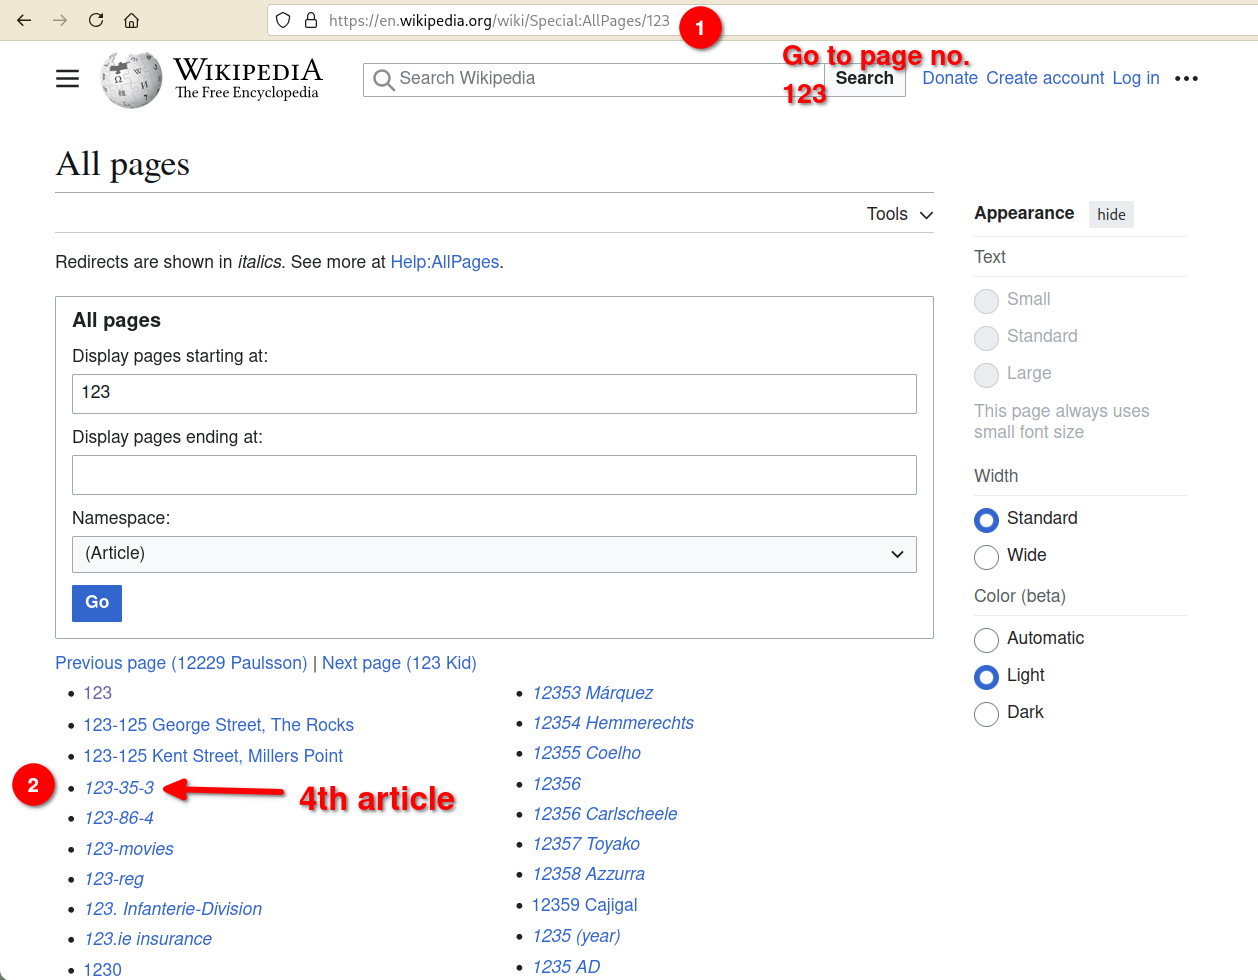 https://en.wikipedia.org/wiki/Special:AllPages/123
1
Go to page no.
123
WIKIPEDIA
The Free Encyclopedia
Search Wikipedia
Search
Donate Create account Log in
All pages
Tools
Redirects are shown in italics. See more at Help:AllPages.
All pages
Display pages starting at:
123
Display pages ending at:
Namespace:
(Article)
Go
Previous page (12229 Paulsson) | Next page (123 Kid)
123
123-125 George Street, The Rocks
123-125 Kent Street, Millers Point
2
123-35-3
4th article
123-86-4
123-movies
123-reg
123. Infanterie-Division
123.ie insurance
1230
12353 Márquez
12354 Hemmerechts
12355 Coelho
12356
12356 Carlscheele
12357 Toyako
12358 Azzurra
12359 Cajigal
1235 (year)
1235 AD
Appearance hide
Text
Small
Standard
Large
This page always uses
small font size
Width
Standard
Wide
Color (beta)
Automatic
Light
Dark